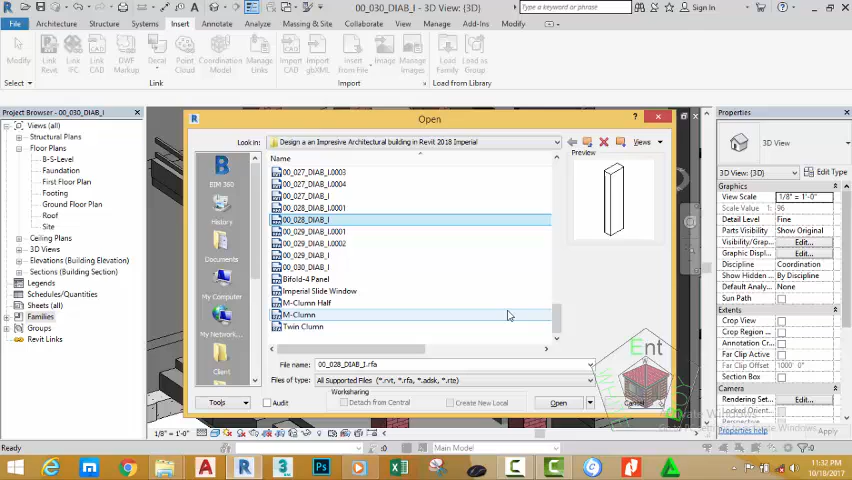 00_030_DIAB_I - 3D View: {3D}
Type a keyword or phrase
Sign In
File Architecture Structure Systems Insert Annotate Analyze Massing & Site Collaborate View Manage Add-Ins Modify
Modify
Link Revit
Link IFC
Link CAD
DWF Markup
Decal
Point Cloud
Coordination Model
Manage Links
Import CAD
Import gbXML
Insert from File
Image
Manage Images
Load Family
Load as Group
Select
Link
Import
Load from Library
Project Browser - 00_030_DIAB_I
Views (all)
Structural Plans
Floor Plans
B-S-Level
Foundation
First Floor Plan
Footing
Ground Floor Plan
Roof
Site
Ceiling Plans
3D Views
Elevations (Building Elevation)
Sections (Building Section)
Legends
Schedules/Quantities
Sheets (all)
Families
Groups
Revit Links
Open
Look in:
Design a an Impresive Architectural building in Revit 2018 Imperial
Views
Name
Preview
BIM 360
History
Documents
My Computer
My Network...
Client
00_027_DIAB_I.0003
00_027_DIAB_I.0004
00_027_DIAB_I
00_028_DIAB_I.0001
00_028_DIAB_I
00_029_DIAB_I.0001
00_029_DIAB_I.0002
00_029_DIAB_I
00_030_DIAB_I
Bifold-4 Panel
Imperial Slide Window
M-Clumn Half
M-Clumn
Twin Clumn
File name: 00_028_DIAB_I.rfa
Files of type: All Supported Files (*.rvt, *.rfa, *.adsk, *.rte)
Worksharing
Tools
Audit
Detach from Central
Create New Local
Open
Cancel
Ent
Properties
3D View
3D View: {3D}
Edit Type
Graphics
View Scale 1/8" = 1'-0"
Scale Value 1: 96
Detail Level Fine
Parts Visibility Show Original
Visibility/Grap... Edit...
Graphic Displ... Edit...
Discipline Coordination
Show Hidden ... By Discipline
Default Analy... None
Sun Path
Extents
Crop View
Crop Region ...
Annotation Cr...
Far Clip Active
Far Clip Offset 1000' 0"
Section Box
Camera
Rendering Set... Edit...
Activate Windows
Properties help
Apply
1/8" = 1'-0"
Ready
:0
Main Model
:0
11:32 PM
10/18/2017